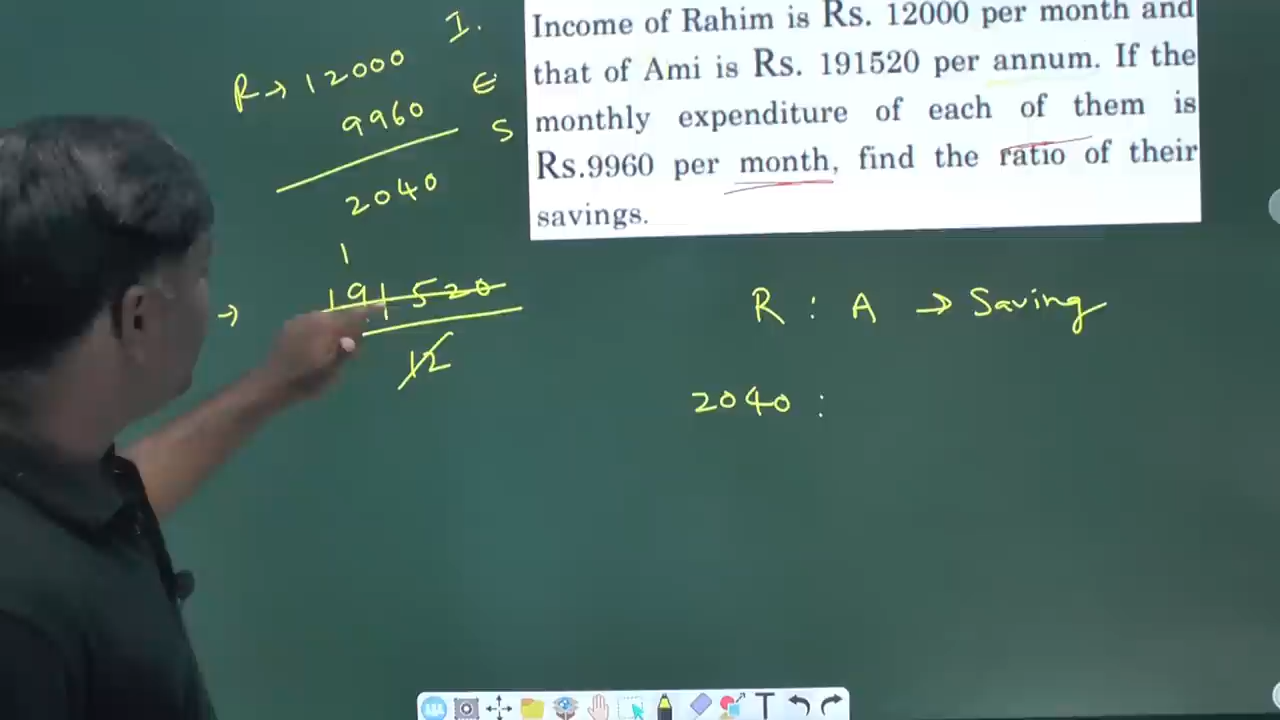 Income of Rahim is Rs. 12000 per month and
that of Ami is Rs. 191520 per annum. If the
monthly expenditure of each of them is
Rs.9960 per month, find the ratio of their
savings.
I.
R → 12000
E
9960
S
2040
1
→ 191520
12
R : A → Saving
2040 :
T